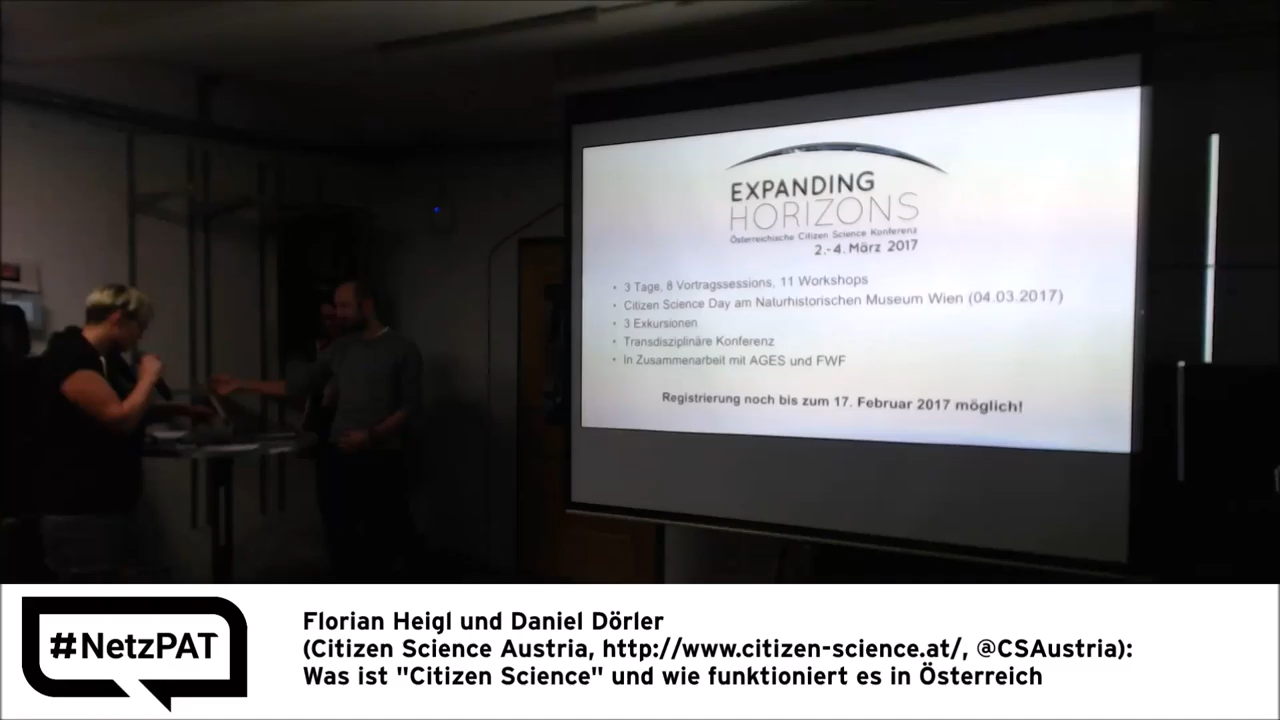 EXPANDING
HORIZONS
Österreichische Citizen Science Konferenz
2.-4. März 2017
• 3 Tage, 8 Vortragssessions, 11 Workshops
• Citizen Science Day am Naturhistorischen Museum Wien (04.03.2017)
• 3 Exkursionen
• Transdisziplinäre Konferenz
• In Zusammenarbeit mit AGES und FWF
Registrierung noch bis zum 17. Februar 2017 möglich!
#NetzPAT
Florian Heigl und Daniel Dörler
(Citizen Science Austria, http://www.citizen-science.at/, @CSAustria):
Was ist "Citizen Science" und wie funktioniert es in Österreich